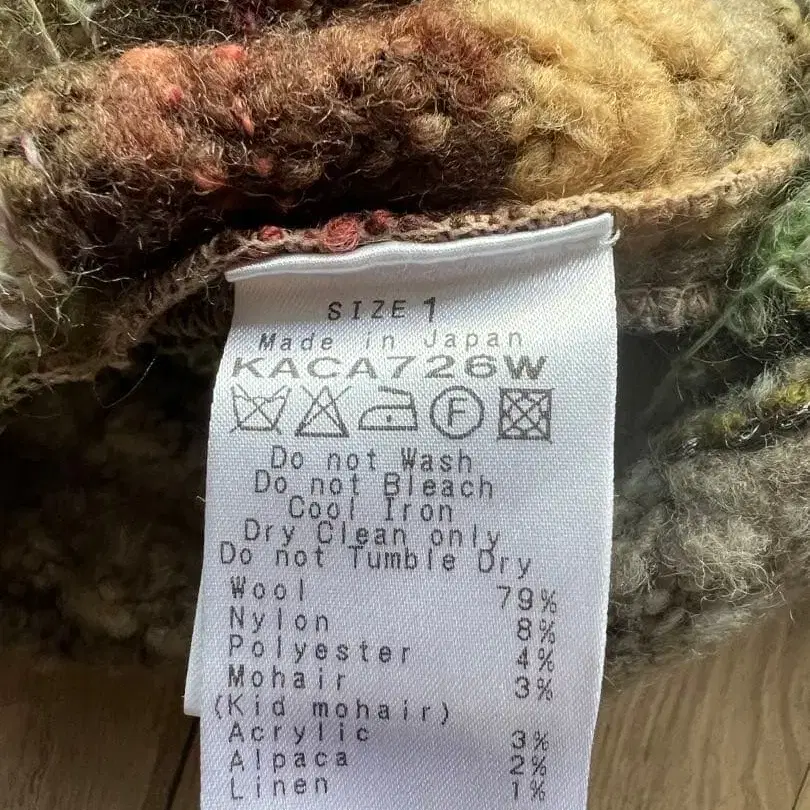 SIZE 1
Made in Japan
KACA726W
F
Do not Wash
Do not Bleach
Cool Iron
Dry Clean only
Do not Tumble Dry
Wool 79%
Nylon 8%
Polyester 4%
Mohair 3%
(Kid mohair)
Acrylic 3%
Alpaca 2%
Linen 1%